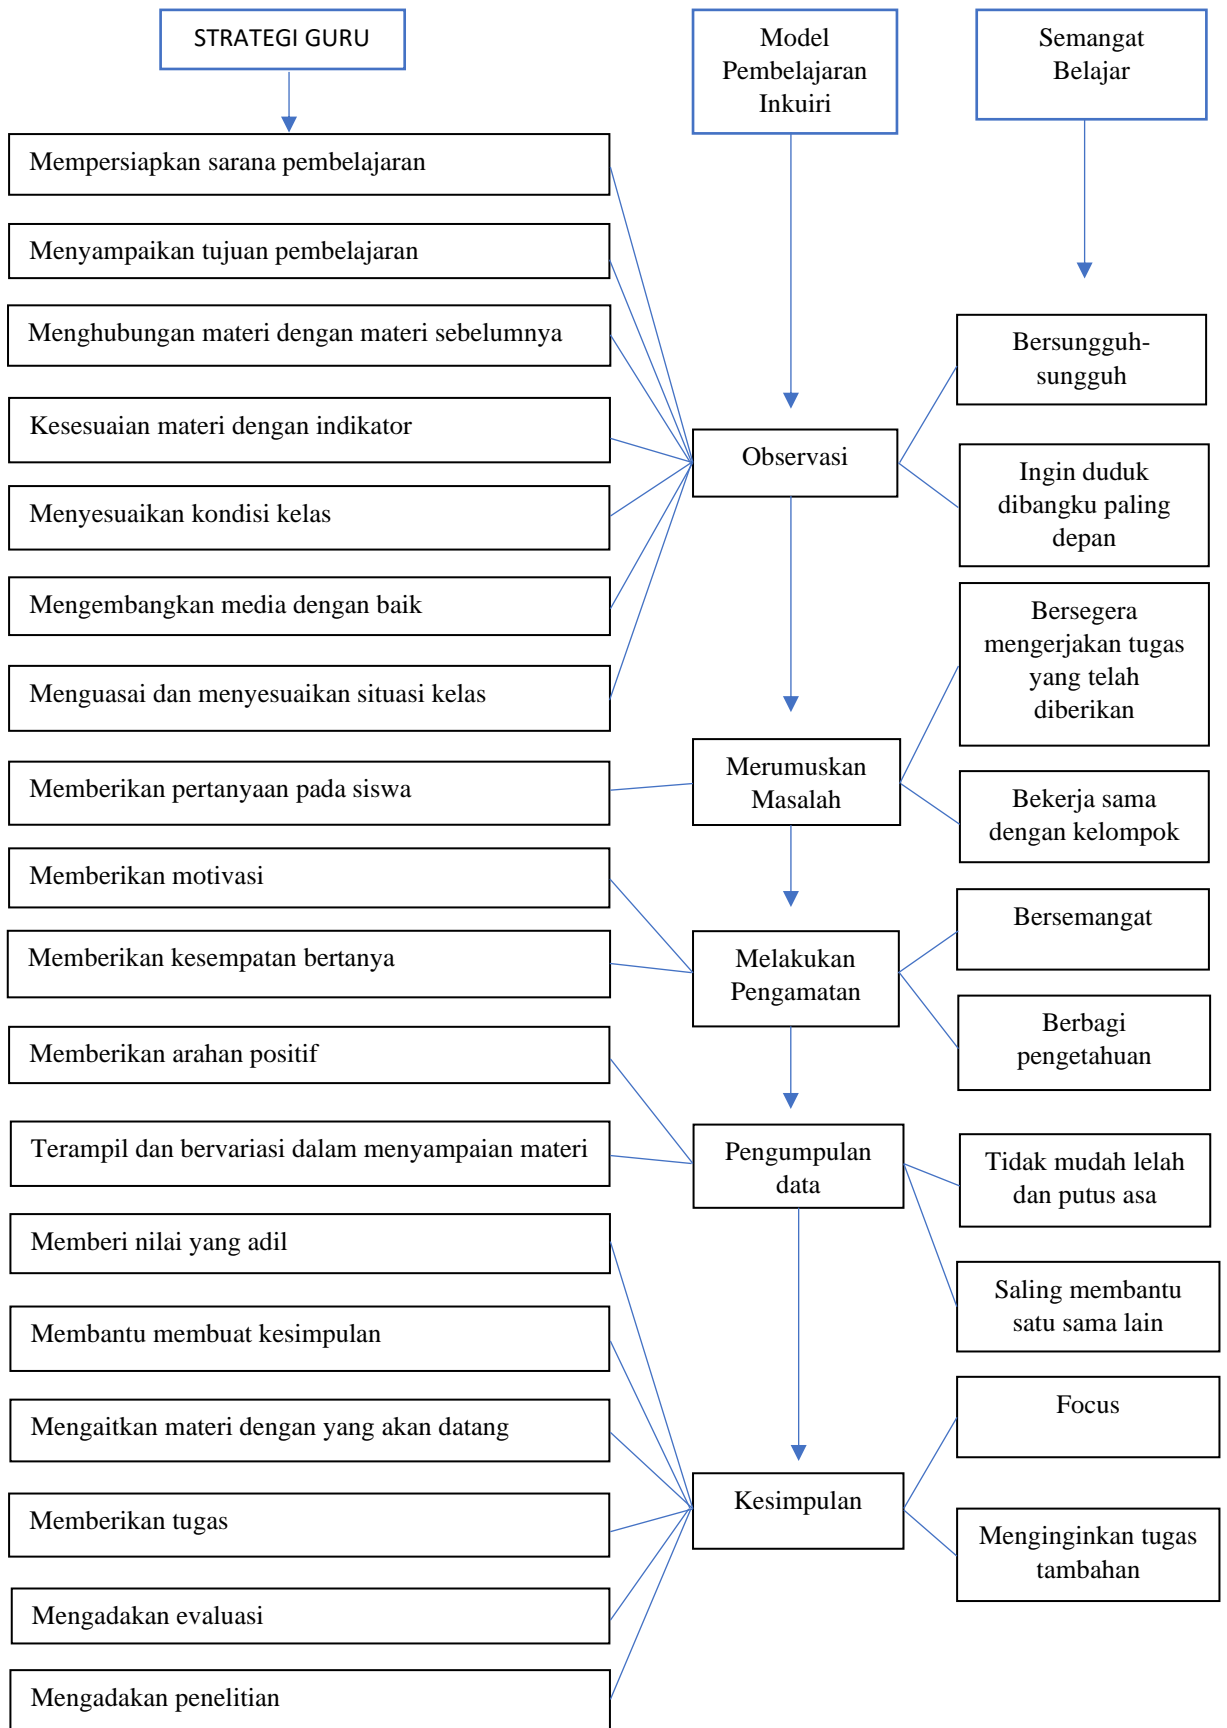 STRATEGI GURU
Model
Pembelajaran
Inkuiri
Semangat
Belajar
Mempersiapkan sarana pembelajaran
Menyampaikan tujuan pembelajaran
Menghubungan materi dengan materi sebelumnya
Kesesuaian materi dengan indikator
Menyesuaikan kondisi kelas
Mengembangkan media dengan baik
Menguasai dan menyesuaikan situasi kelas
Memberikan pertanyaan pada siswa
Memberikan motivasi
Memberikan kesempatan bertanya
Memberikan arahan positif
Terampil dan bervariasi dalam menyampaian materi
Memberi nilai yang adil
Membantu membuat kesimpulan
Mengaitkan materi dengan yang akan datang
Memberikan tugas
Mengadakan evaluasi
Mengadakan penelitian
Observasi
Merumuskan
Masalah
Melakukan
Pengamatan
Pengumpulan
data
Kesimpulan
Bersungguh-
sungguh
Ingin duduk
dibangku paling
depan
Bersegera
mengerjakan tugas
yang telah
diberikan
Bekerja sama
dengan kelompok
Bersemangat
Berbagi
pengetahuan
Tidak mudah lelah
dan putus asa
Saling membantu
satu sama lain
Focus
Menginginkan tugas
tambahan